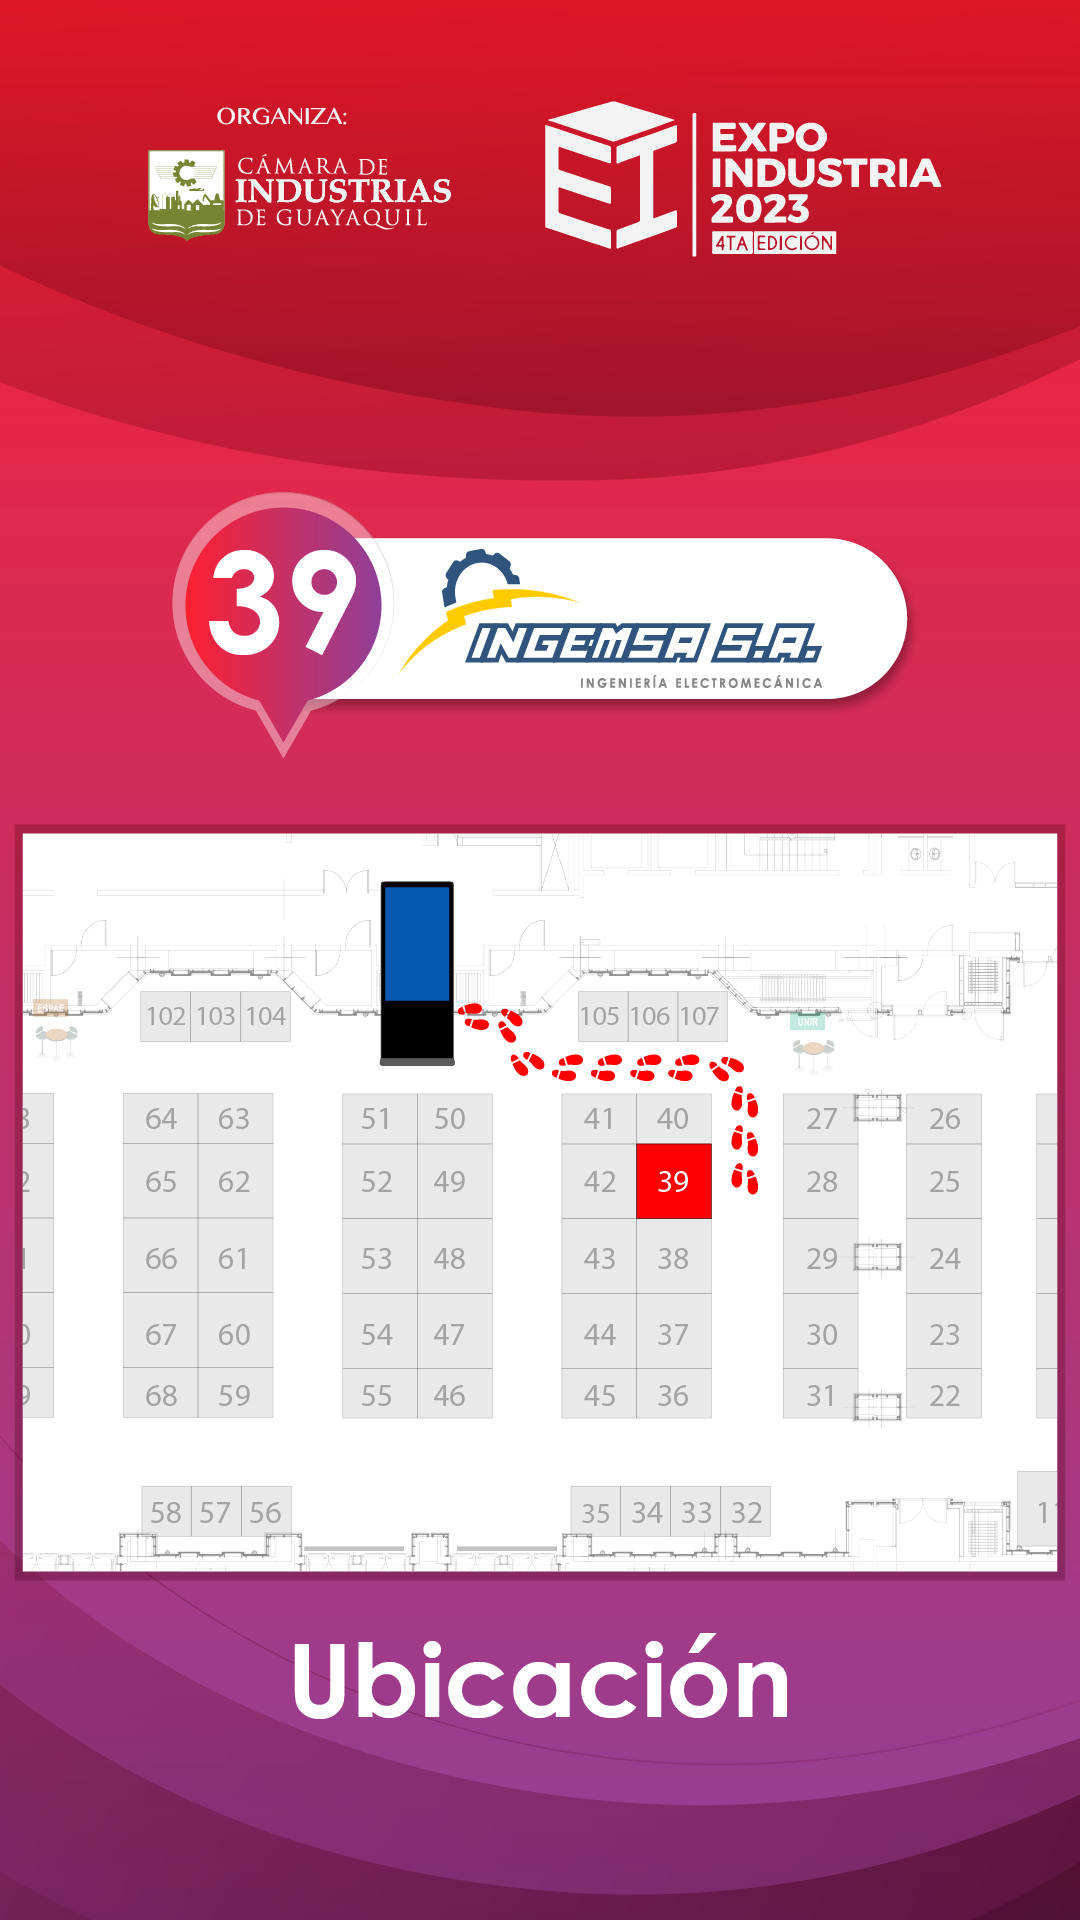 ORGANIZA:
CÁMARA DE
INDUSTRIAS
DE GUAYAQUIL
EXPO
INDUSTRIA
2023
4TA EDICIÓN
39
INGEMSA S.A.
INGENIERÍA ELECTROMECÁNICA
ESPAE
102 103 104
105 106 107
UNIR
64 63 51 50 41 40 27 26
65 62 52 49 42 39 28 25
66 61 53 48 43 38 29 24
67 60 54 47 44 37 30 23
68 59 55 46 45 36 31 22
58 57 56
35 34 33 32
Ubicación